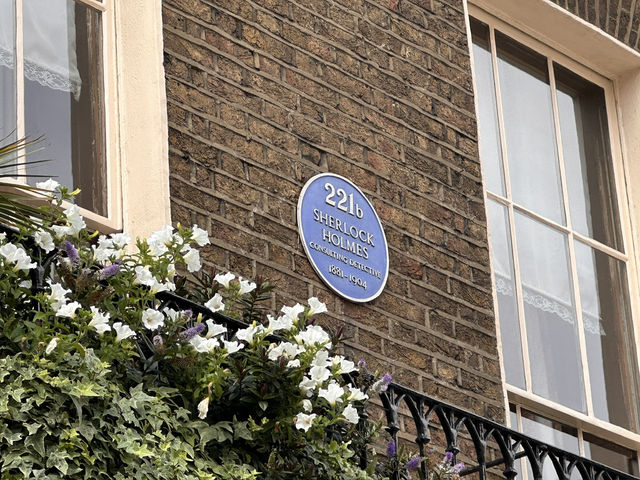 221b
SHERLOCK
HOLMES
CONSULTING DETECTIVE
1881-1904